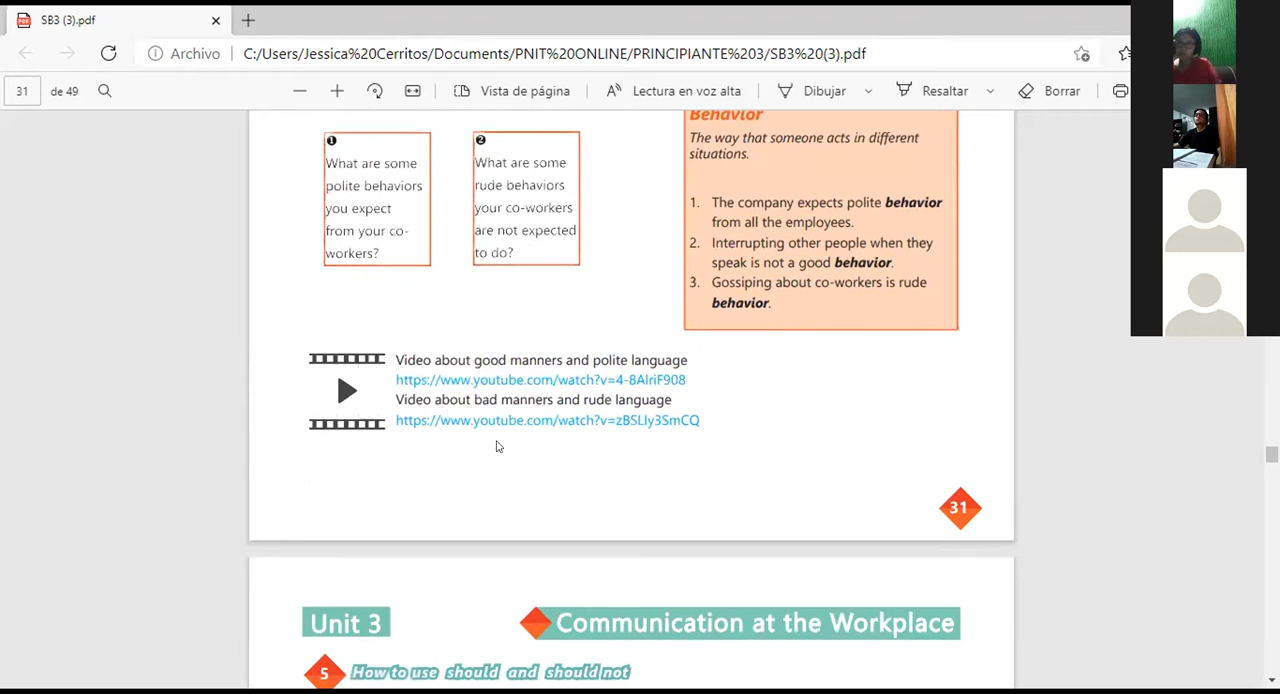 SB3 (3).pdf
Archivo
C:/Users/Jessica%20Cerritos/Documents/PNIT%20ONLINE/PRINCIPIANTE%203/SB3%20(3).pdf
31
de 49
Vista de página
Lectura en voz alta
Dibujar
Resaltar
Borrar
❶
What are some
polite behaviors
you expect
from your co-
workers?
❷
What are some
rude behaviors
your co-workers
are not expected
to do?
Behavior
The way that someone acts in different
situations.
1. The company expects polite behavior
from all the employees.
2. Interrupting other people when they
speak is not a good behavior.
3. Gossiping about co-workers is rude
behavior.
Video about good manners and polite language
https://www.youtube.com/watch?v=4-8AlriF908
Video about bad manners and rude language
https://www.youtube.com/watch?v=zBSLIy3SmCQ
31
Unit 3
Communication at the Workplace
5
How to use should and should not